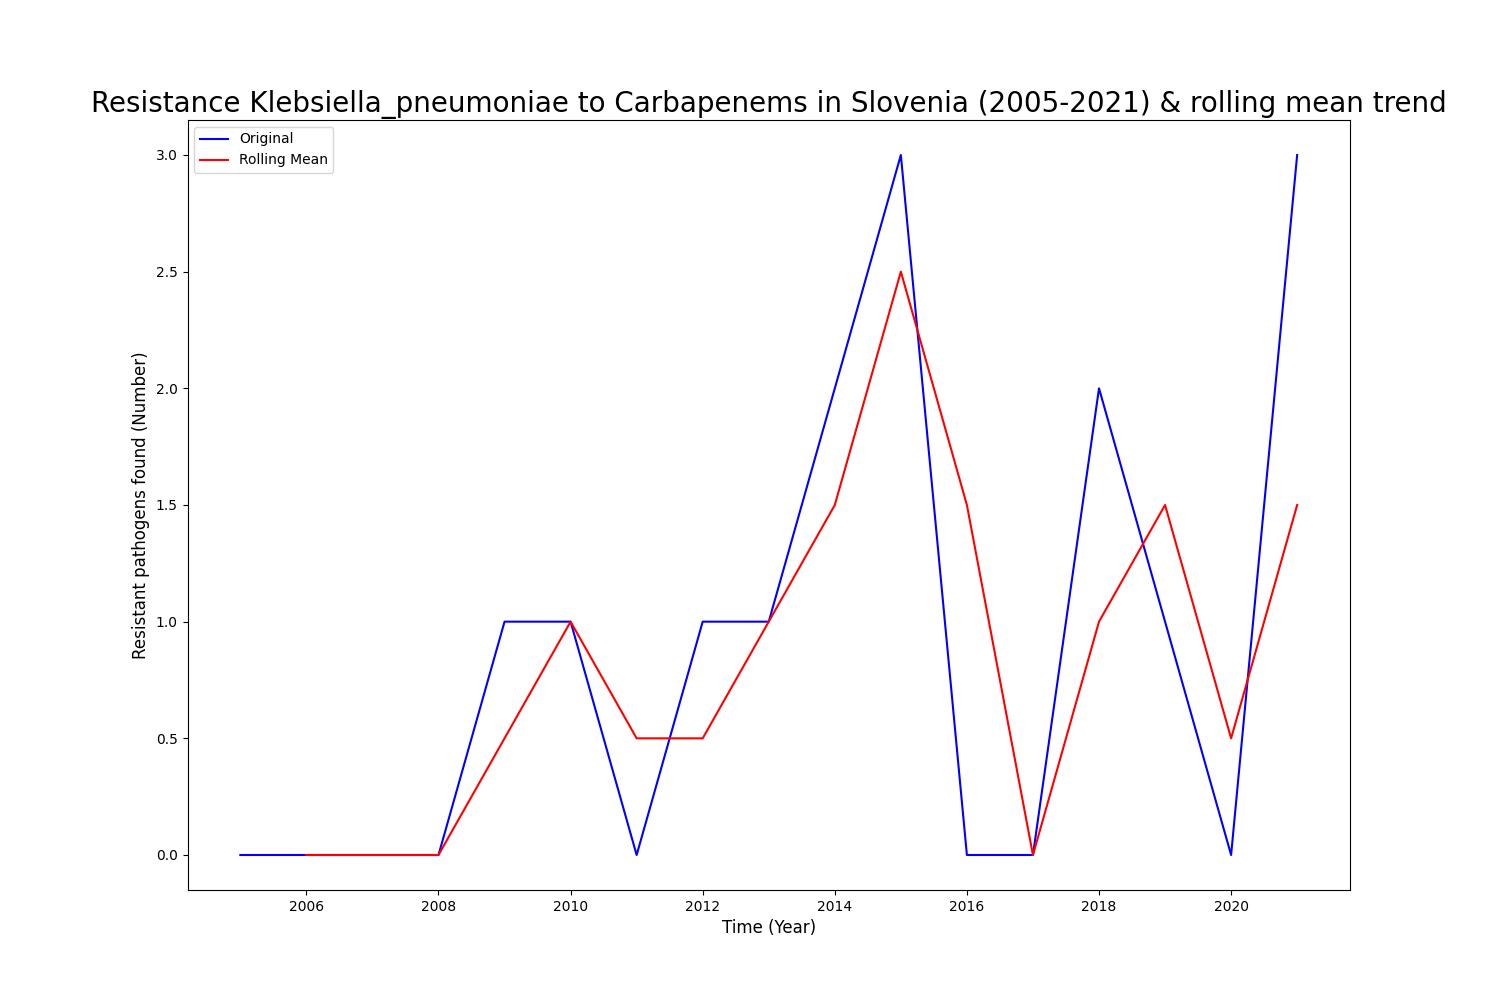 Resistance Klebsiella_pneumoniae to Carbapenems in Slovenia (2005-2021) & rolling mean trend
Original
Rolling Mean
3.0
2.5
2.0
1.5
1.0
0.5
0.0
Resistant pathogens found (Number)
2006 2008 2010 2012 2014 2016 2018 2020
Time (Year)